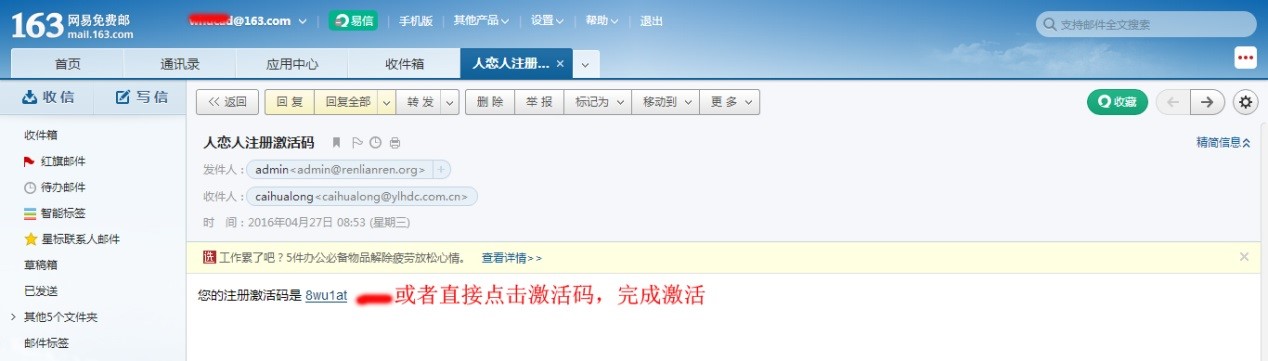 163 网易免费邮
mail.163.com
@163.com 易信 手机版 其他产品 设置 帮助 退出
支持邮件全文搜索
首页 通讯录 应用中心 收件箱 人恋人注册... ×
收信 写信
<< 返回 回复 回复全部 转发 删除 举报 标记为 移动到 更多 收藏
收件箱
红旗邮件
待办邮件
智能标签
星标联系人邮件
草稿箱
已发送
其他5个文件夹
邮件标签
人恋人注册激活码
精简信息
发件人：admin<admin@renlianren.org> +
收件人：caihualong<caihualong@ylhdc.com.cn>
时 间：2016年04月27日 08:53 (星期三)
选 工作累了吧？5件办公必备物品解除疲劳放松心情。 查看详情>> ×
您的注册激活码是 8wu1at 或者直接点击激活码，完成激活